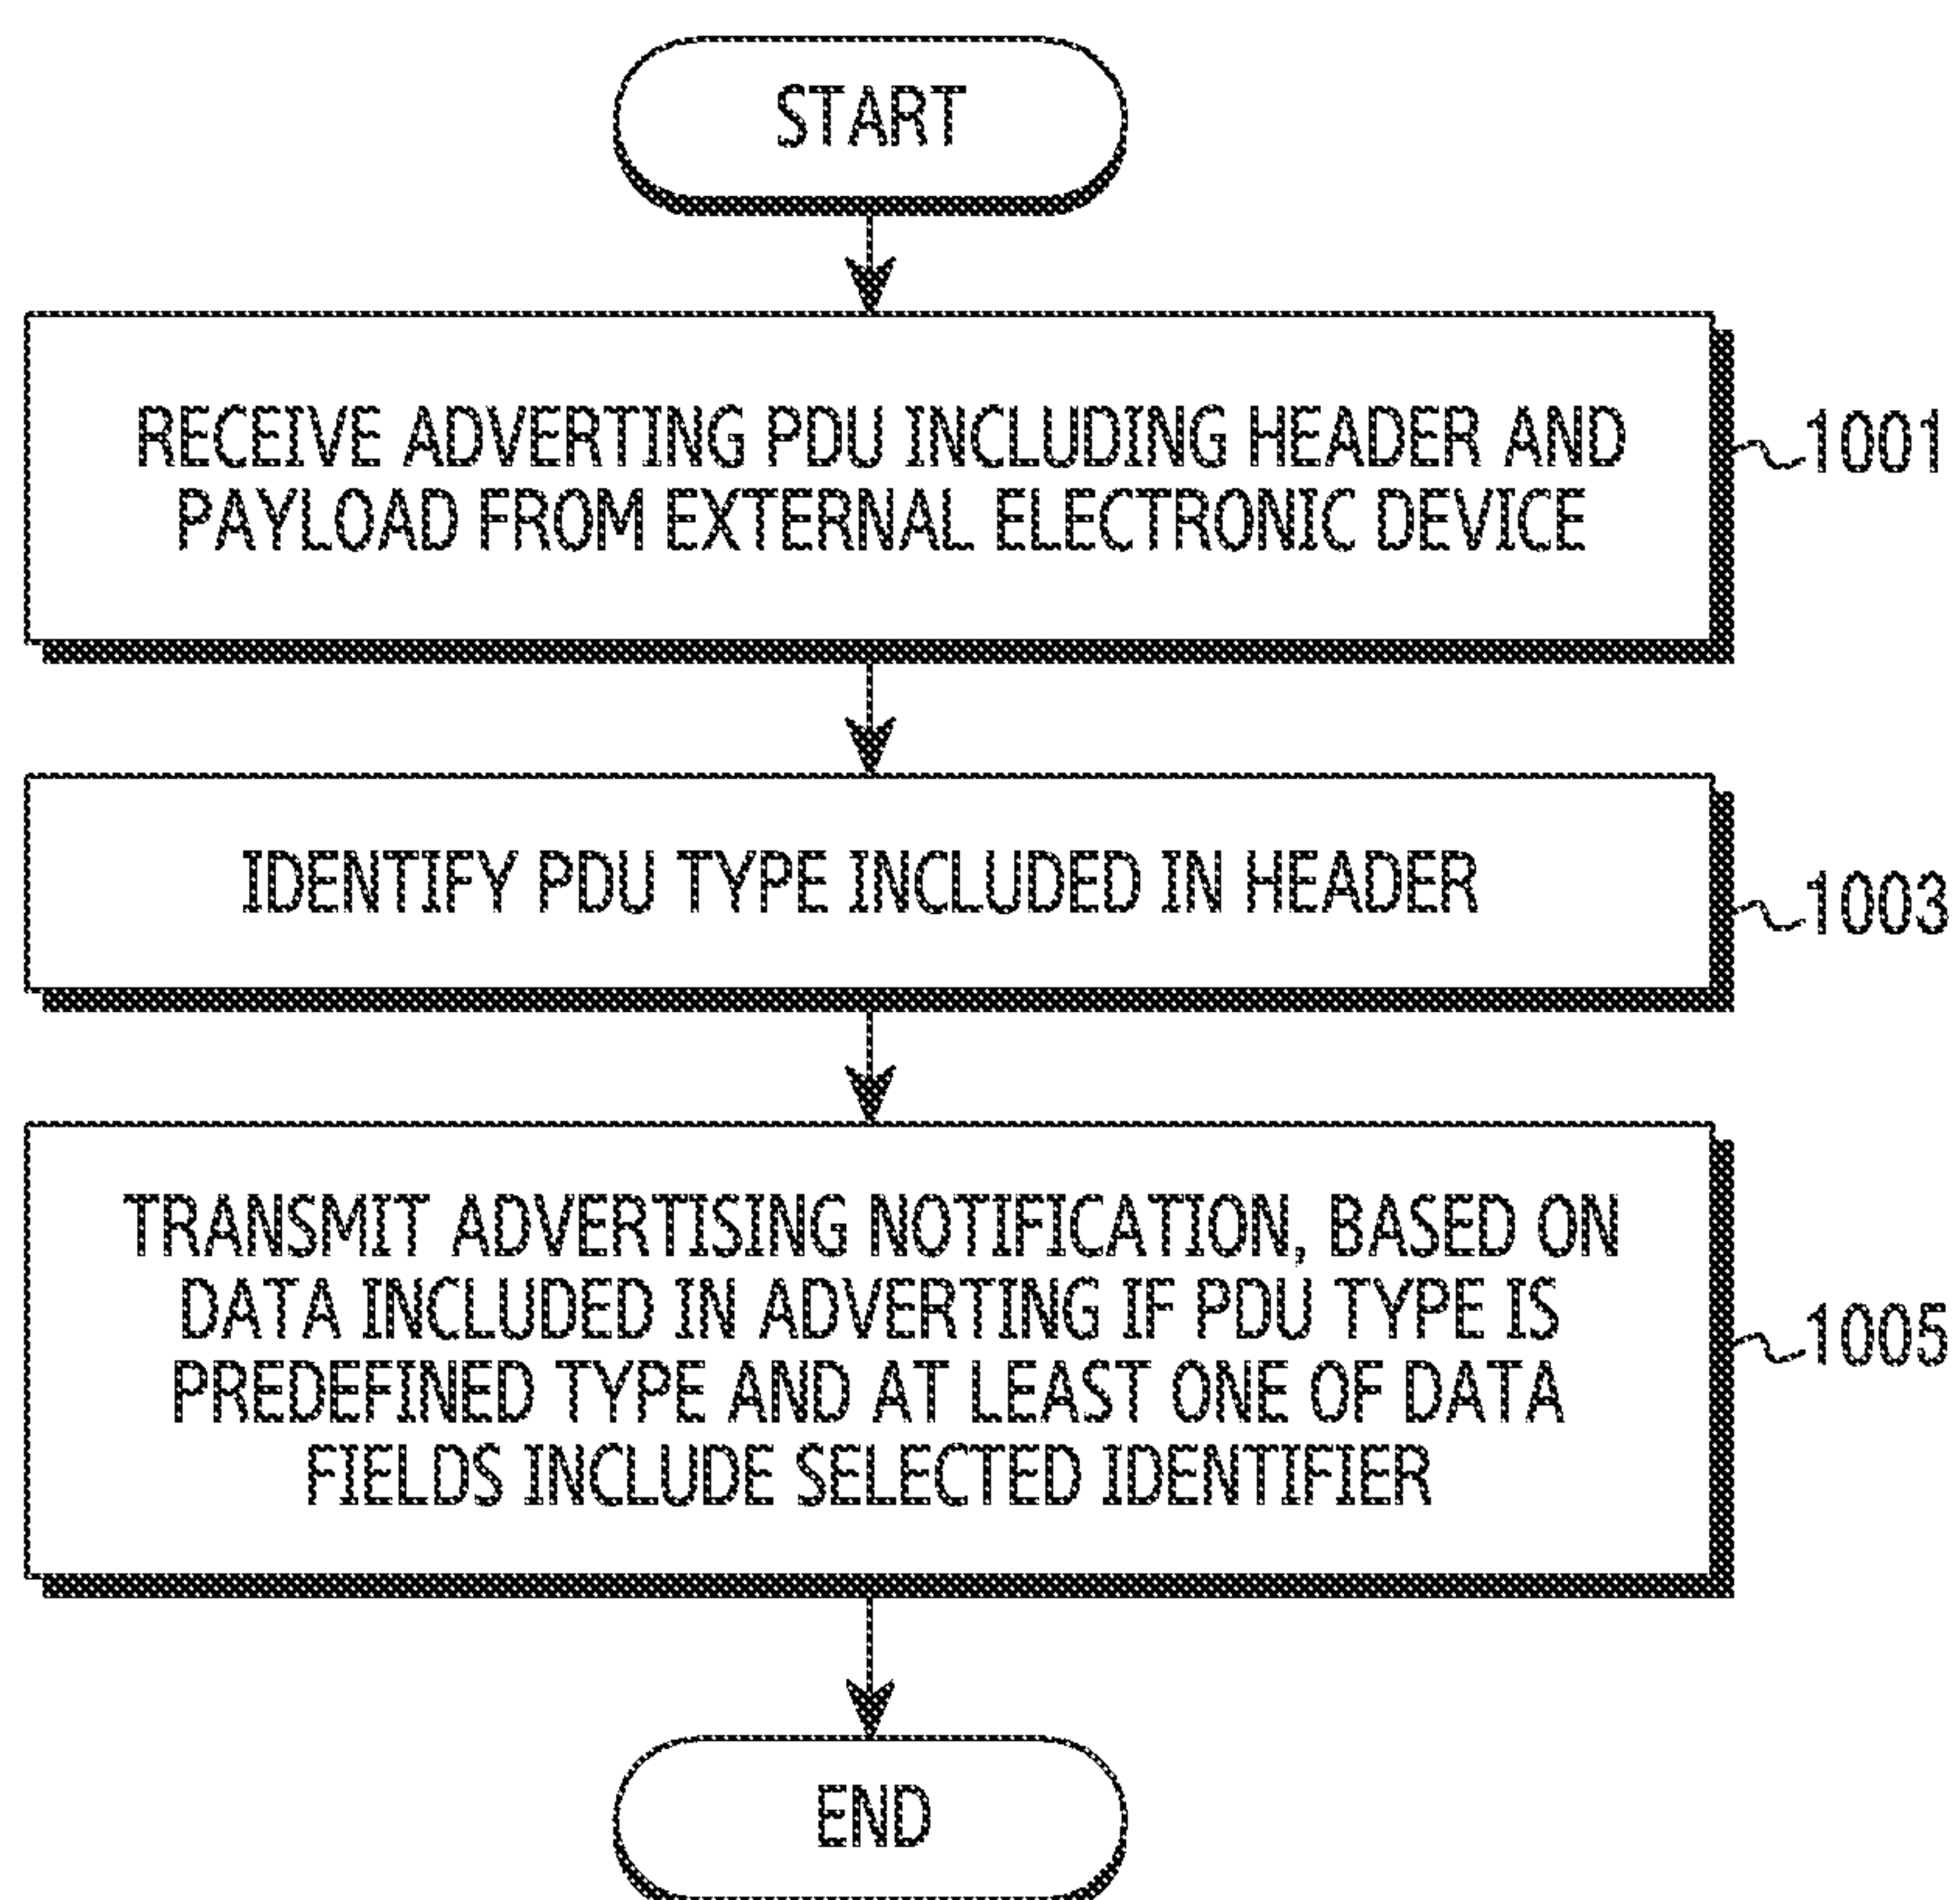 START
RECEIVE ADVERTING PDU INCLUDING HEADER AND
PAYLOAD FROM EXTERNAL ELECTRONIC DEVICE
1001
IDENTIFY PDU TYPE INCLUDED IN HEADER
1003
TRANSMIT ADVERTISING NOTIFICATION, BASED ON
DATA INCLUDED IN ADVERTING IF PDU TYPE IS
PREDEFINED TYPE AND AT LEAST ONE OF DATA
FIELDS INCLUDE SELECTED IDENTIFIER
1005
END